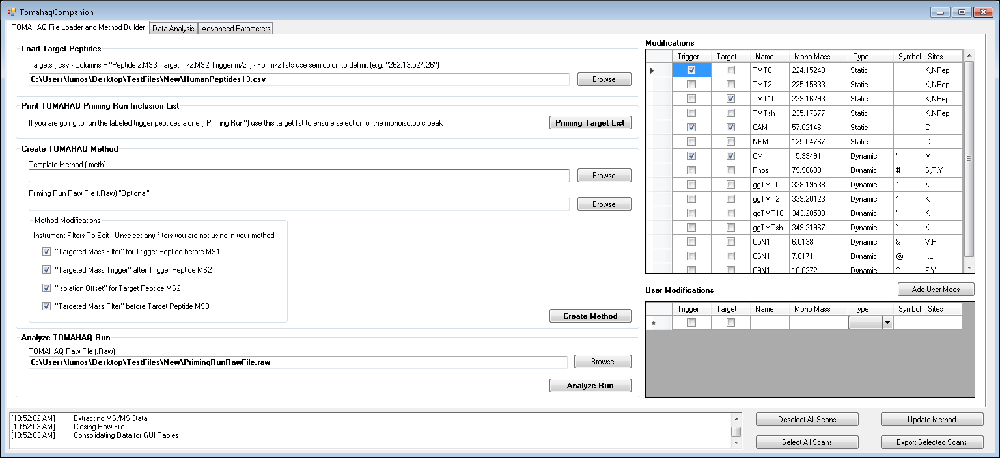 TomahaqCompanion
TOMAHAQ File Loader and Method Builder Data Analysis Advanced Parameters
Load Target Peptides
Targets (.csv - Columns = "Peptide,z,MS3 Target m/z,MS2 Trigger m/z") - For m/z lists use semicolon to delimit (e.g. "262.13;524.26")
C:\Users\lumos\Desktop\TestFiles\New\HumanPeptides13.csv Browse
Print TOMAHAQ Priming Run Inclusion List
If you are going to run the labeled trigger peptides alone ("Priming Run") use this target list to ensure selection of the monoisotopic peak Priming Target List
Create TOMAHAQ Method
Template Method (.meth)
Browse
Priming Run Raw File (.Raw) *Optional*
Browse
Method Modifications
Instrument Filters To Edit - Unselect any filters you are not using in your method!
"Targeted Mass Filter" for Trigger Peptide before MS1
"Targeted Mass Trigger" after Trigger Peptide MS2
"Isolation Offset" for Target Peptide MS2
"Targeted Mass Filter" before Target Peptide MS3
Create Method
Analyze TOMAHAQ Run
TOMAHAQ Raw File (.Raw)
C:\Users\lumos\Desktop\TestFiles\New\PrimingRunRawFile.raw Browse
Analyze Run
Modifications
Trigger Target Name Mono Mass Type Symbol Sites
TMT0 224.15248 Static K,NPep
TMT2 225.15833 Static K,NPep
TMT10 229.16293 Static K,NPep
TMTsh 235.17677 Static K,NPep
CAM 57.02146 Static C
NEM 125.04767 Static C
OX 15.99491 Dynamic * M
Phos 79.96633 Dynamic # S,T,Y
ggTMT0 338.19538 Dynamic * K
ggTMT2 339.20123 Dynamic * K
ggTMT10 343.20583 Dynamic * K
ggTMTsh 349.21967 Dynamic * K
C5N1 6.0138 Dynamic & V,P
C6N1 7.0171 Dynamic @ I,L
C9N1 10.0272 Dynamic ^ F,Y
User Modifications Add User Mods
Trigger Target Name Mono Mass Type Symbol Sites
*
[10:52:02 AM] Extracting MS/MS Data
[10:52:03 AM] Closing Raw File
[10:52:03 AM] Consolidating Data for GUI Tables
Deselect All Scans Update Method
Select All Scans Export Selected Scans